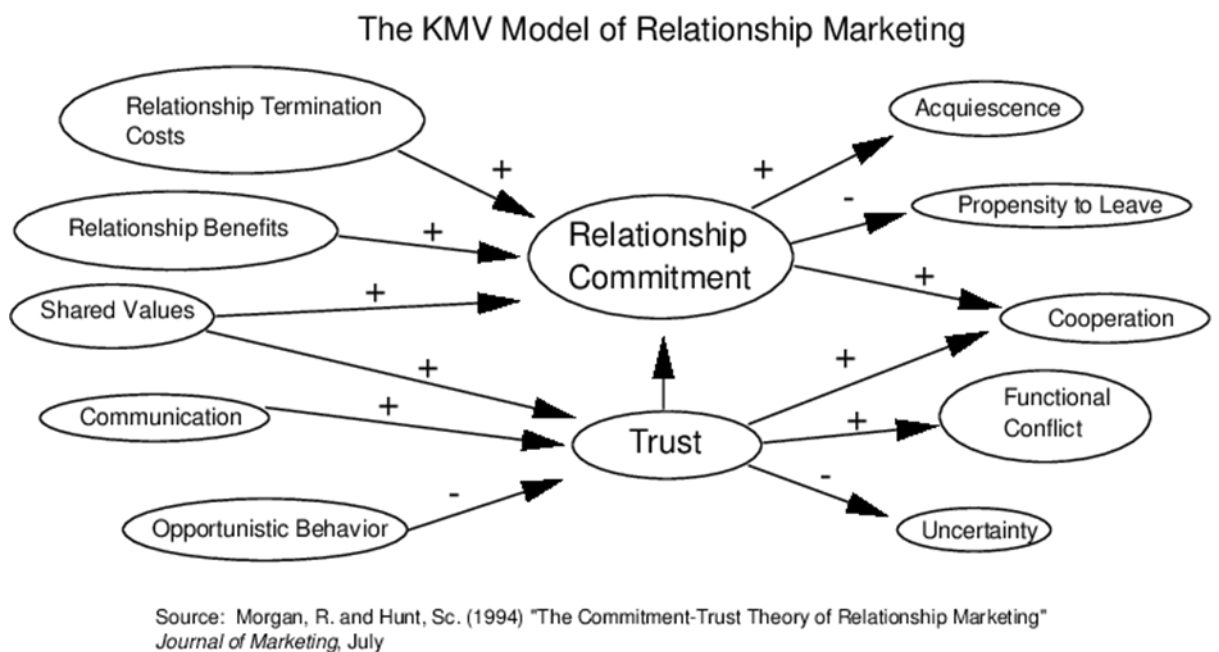 The KMV Model of Relationship Marketing
Relationship Termination
Costs
+
Acquiescence
+
Relationship Benefits
+
-
Propensity to Leave
Relationship
Commitment
Shared Values
+
+
Cooperation
+
+
Communication
+
Trust
+
Functional
Conflict
Opportunistic Behavior
-
-
Uncertainty
Source: Morgan, R. and Hunt, Sc. (1994) "The Commitment-Trust Theory of Relationship Marketing"
Journal of Marketing, July